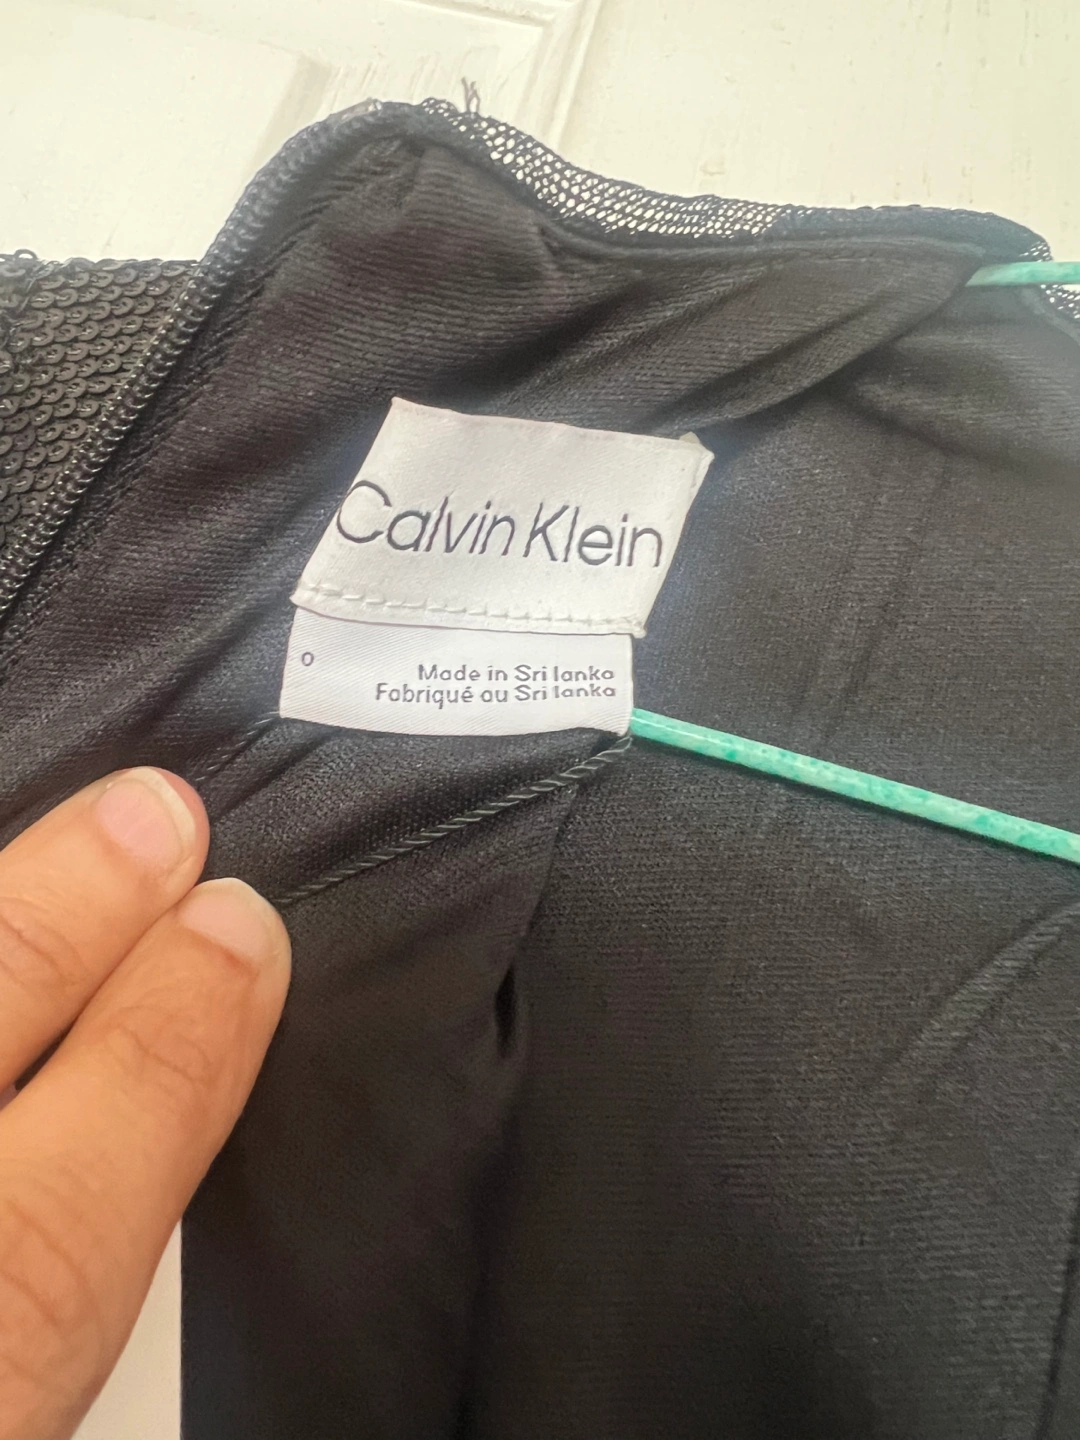 Calvin Klein
0
Made in Sri lanka
Fabriqué au Sri lanka